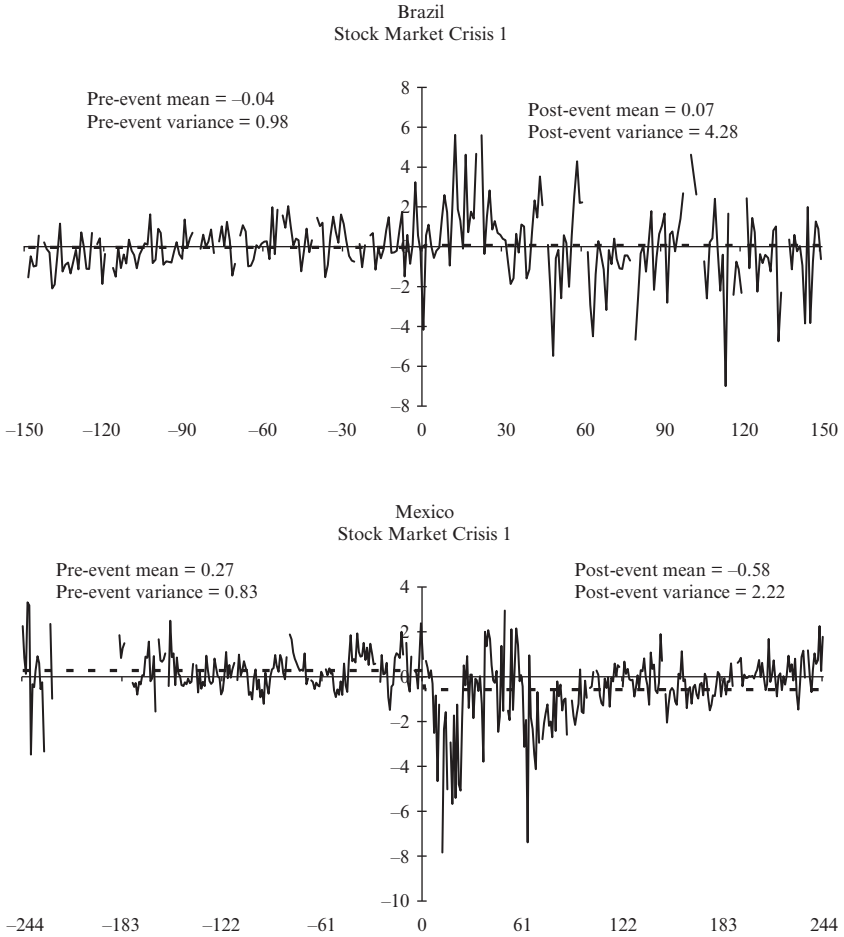 Brazil
Stock Market Crisis 1
Pre-event mean = –0.04
Pre-event variance = 0.98
Post-event mean = 0.07
Post-event variance = 4.28
8
6
4
2
0
–2
–4
–6
–8
–150 –120 –90 –60 –30 0 30 60 90 120 150
Mexico
Stock Market Crisis 1
Pre-event mean = 0.27
Pre-event variance = 0.83
Post-event mean = –0.58
Post-event variance = 2.22
4
2
0
–2
–4
–6
–8
–10
–244 –183 –122 –61 0 61 122 183 244